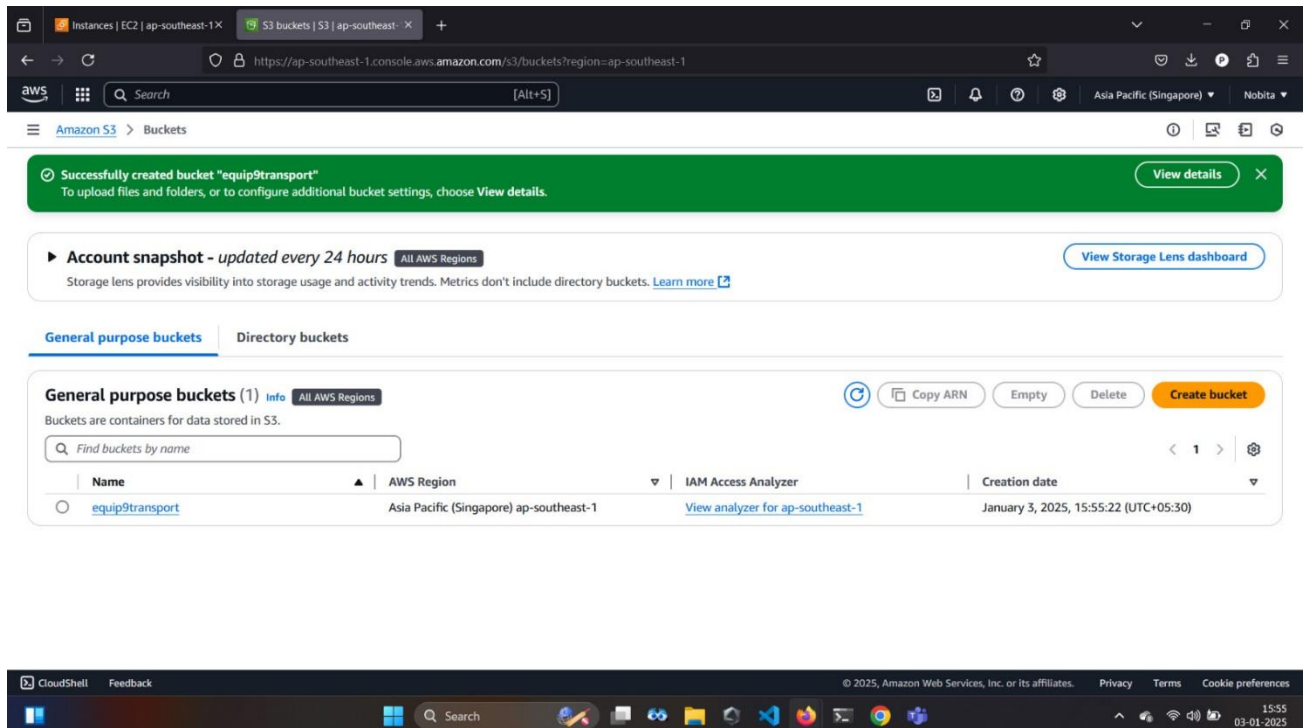 Instances | EC2 | ap-southeast-1
S3 buckets | S3 | ap-southeast-
https://ap-southeast-1.console.aws.amazon.com/s3/buckets?region=ap-southeast-1
P
aws
Search
[Alt+S]
Asia Pacific (Singapore)
Nobita
Amazon S3 > Buckets
Successfully created bucket "equip9transport"
To upload files and folders, or to configure additional bucket settings, choose View details.
View details
Account snapshot - updated every 24 hours All AWS Regions
Storage lens provides visibility into storage usage and activity trends. Metrics don't include directory buckets. Learn more
View Storage Lens dashboard
General purpose buckets Directory buckets
General purpose buckets (1) Info All AWS Regions
Copy ARN Empty Delete Create bucket
Buckets are containers for data stored in S3.
Find buckets by name
< 1 >
Name AWS Region IAM Access Analyzer Creation date
equip9transport Asia Pacific (Singapore) ap-southeast-1 View analyzer for ap-southeast-1 January 3, 2025, 15:55:22 (UTC+05:30)
CloudShell Feedback © 2025, Amazon Web Services, Inc. or its affiliates. Privacy Terms Cookie preferences
Search
15:55
03-01-2025